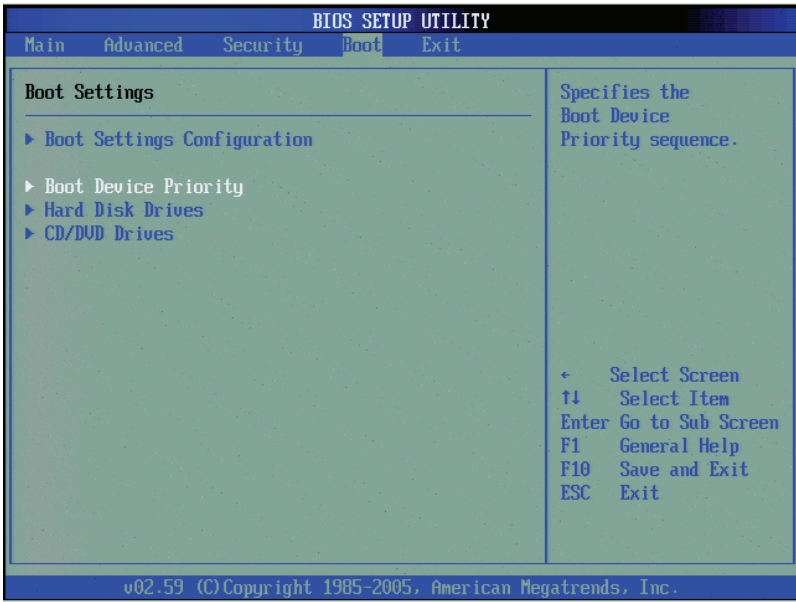 BIOS SETUP UTILITY
Main Advanced Security Boot Exit
Boot Settings
▶ Boot Settings Configuration
▶ Boot Device Priority
▶ Hard Disk Drives
▶ CD/DVD Drives
Specifies the
Boot Device
Priority sequence.
← Select Screen
↑↓ Select Item
Enter Go to Sub Screen
F1 General Help
F10 Save and Exit
ESC Exit
v02.59 (C)Copyright 1985-2005, American Megatrends, Inc.